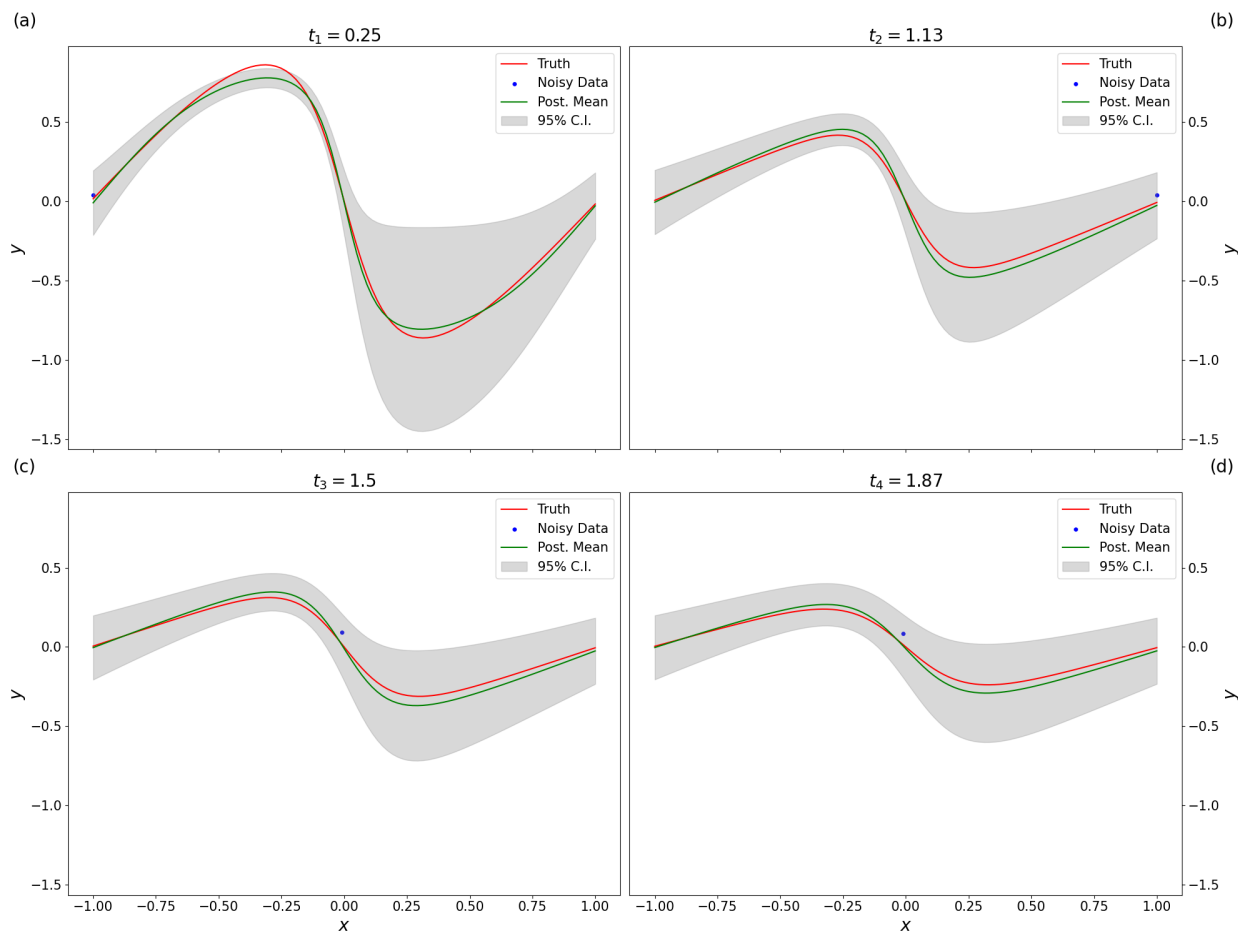 (a)
t₁ = 0.25
Truth
Noisy Data
Post. Mean
95% C.I.
0.5
0.0
−0.5
−1.0
−1.5
y
(b)
t₂ = 1.13
Truth
Noisy Data
Post. Mean
95% C.I.
0.5
0.0
−0.5
−1.0
−1.5
y
(c)
t₃ = 1.5
Truth
Noisy Data
Post. Mean
95% C.I.
0.5
0.0
−0.5
−1.0
−1.5
y
−1.00 −0.75 −0.50 −0.25 0.00 0.25 0.50 0.75 1.00
x
(d)
t₄ = 1.87
Truth
Noisy Data
Post. Mean
95% C.I.
0.5
0.0
−0.5
−1.0
−1.5
y
−1.00 −0.75 −0.50 −0.25 0.00 0.25 0.50 0.75 1.00
x